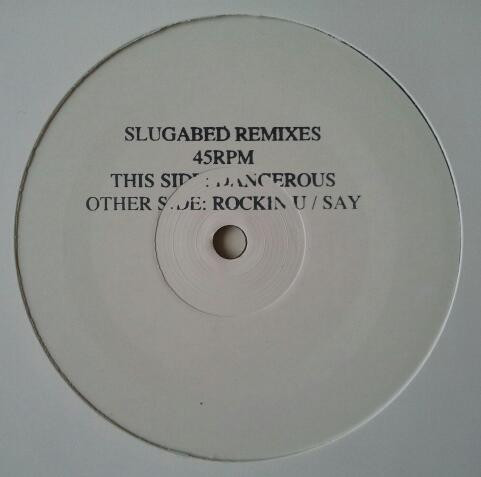 SLUGABED REMIXES
45RPM
THIS SIDE: DANGEROUS
OTHER SIDE: ROCKIN U / SAY